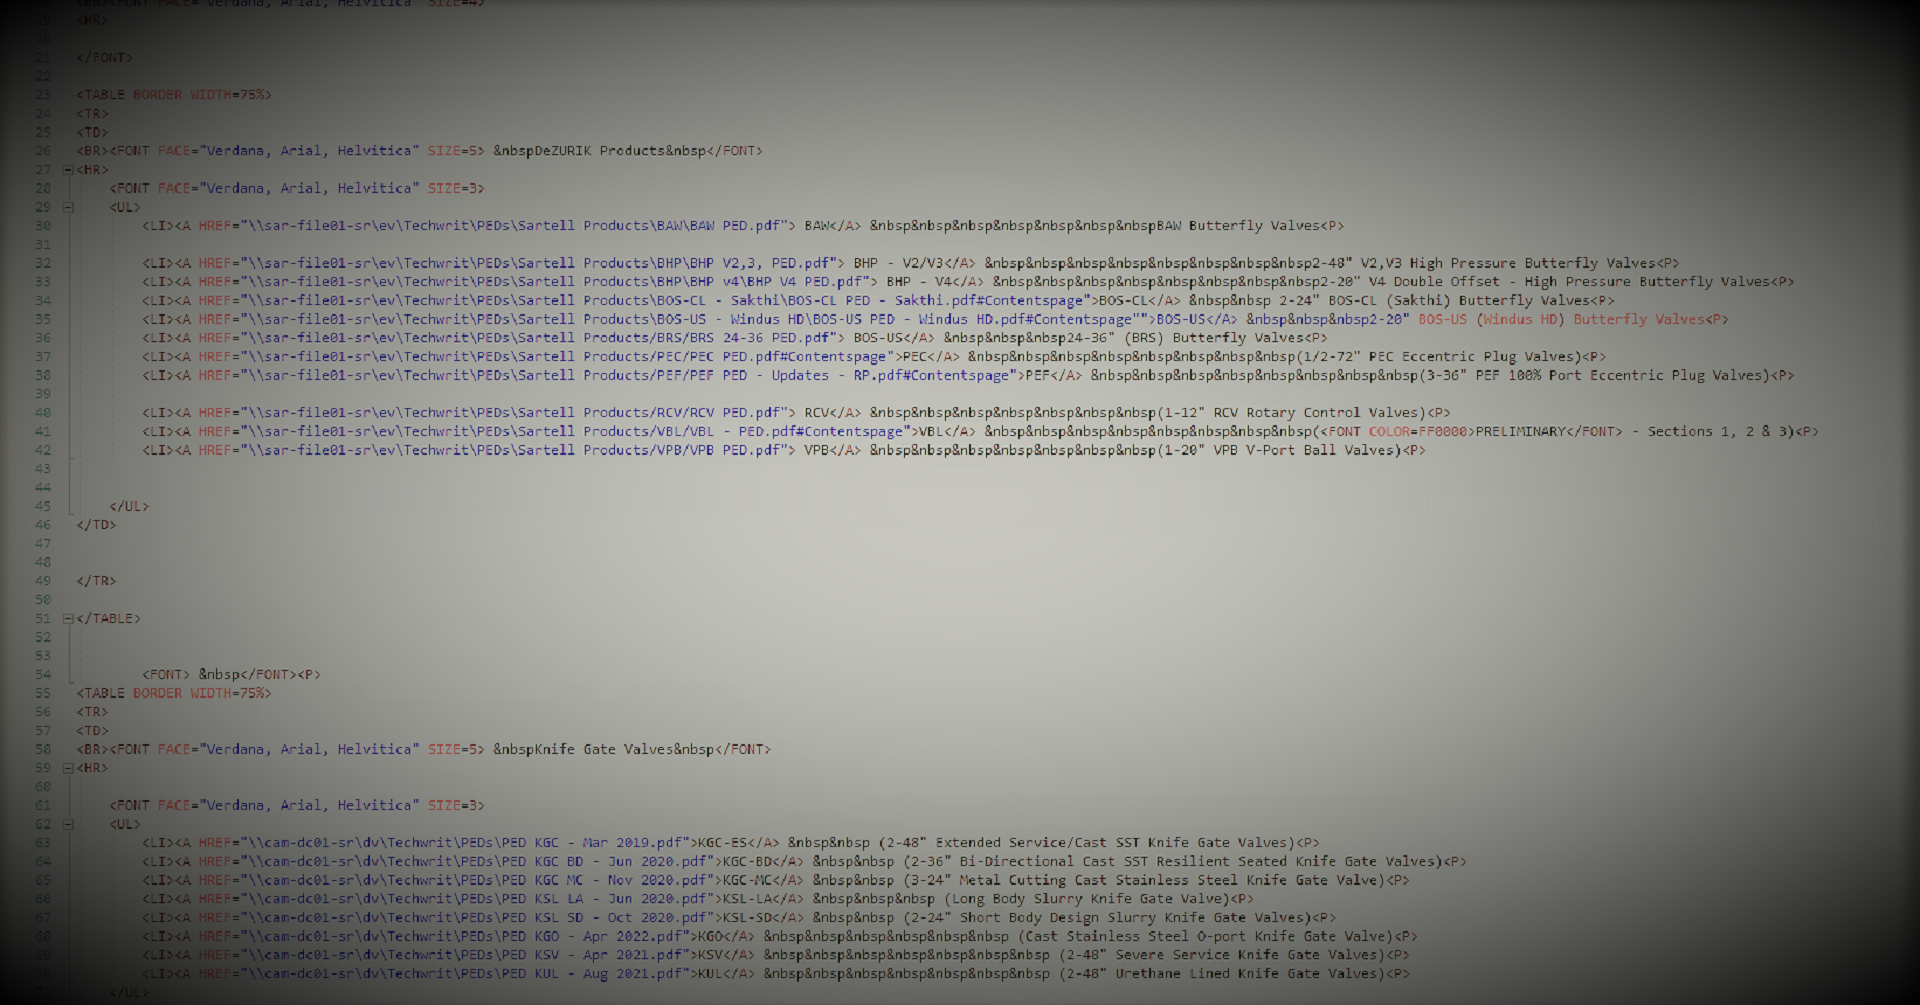 <BR><FONT FACE="Verdana, Arial, Helvitica" SIZE=4>
19 <HR>
20
21 </FONT>
22
23 <TABLE BORDER WIDTH=75%>
24 <TR>
25 <TD>
26 <BR><FONT FACE="Verdana, Arial, Helvitica" SIZE=5> &nbspDeZURIK Products&nbsp</FONT>
27 <HR>
28 <FONT FACE="Verdana, Arial, Helvitica" SIZE=3>
29 <UL>
30 <LI><A HREF="\\sar-file01-sr\ev\Techwrit\PEDs\Sartell Products\BAW\BAW PED.pdf"> BAW</A> &nbsp&nbsp&nbsp&nbsp&nbsp&nbsp&nbspBAW Butterfly Valves<P>
31
32 <LI><A HREF="\\sar-file01-sr\ev\Techwrit\PEDs\Sartell Products\BHP\BHP V2,3, PED.pdf"> BHP - V2/V3</A> &nbsp&nbsp&nbsp&nbsp&nbsp&nbsp&nbsp&nbsp2-48" V2,V3 High Pressure Butterfly Valves<P>
33 <LI><A HREF="\\sar-file01-sr\ev\Techwrit\PEDs\Sartell Products\BHP\BHP v4\BHP V4 PED.pdf"> BHP - V4</A> &nbsp&nbsp&nbsp&nbsp&nbsp&nbsp&nbsp&nbsp2-20" V4 Double Offset - High Pressure Butterfly Valves<P>
34 <LI><A HREF="\\sar-file01-sr\ev\Techwrit\PEDs\Sartell Products\BOS-CL - Sakthi\BOS-CL PED - Sakthi.pdf#Contentspage">BOS-CL</A> &nbsp&nbsp 2-24" BOS-CL (Sakthi) Butterfly Valves<P>
35 <LI><A HREF="\\sar-file01-sr\ev\Techwrit\PEDs\Sartell Products\BOS-US - Windus HD\BOS-US PED - Windus HD.pdf#Contentspage"">BOS-US</A> &nbsp&nbsp&nbsp2-20" BOS-US (Windus HD) Butterfly Valves<P>
36 <LI><A HREF="\\sar-file01-sr\ev\Techwrit\PEDs\Sartell Products/BRS/BRS 24-36 PED.pdf"> BOS-US</A> &nbsp&nbsp&nbsp24-36" (BRS) Butterfly Valves<P>
37 <LI><A HREF="\\sar-file01-sr\ev\Techwrit\PEDs\Sartell Products/PEC/PEC PED.pdf#Contentspage">PEC</A> &nbsp&nbsp&nbsp&nbsp&nbsp&nbsp&nbsp&nbsp(1/2-72" PEC Eccentric Plug Valves)<P>
38 <LI><A HREF="\\sar-file01-sr\ev\Techwrit\PEDs\Sartell Products/PEF/PEF PED - Updates - RP.pdf#Contentspage">PEF</A> &nbsp&nbsp&nbsp&nbsp&nbsp&nbsp&nbsp&nbsp(3-36" PEF 100% Port Eccentric Plug Valves)<P>
39
40 <LI><A HREF="\\sar-file01-sr\ev\Techwrit\PEDs\Sartell Products/RCV/RCV PED.pdf"> RCV</A> &nbsp&nbsp&nbsp&nbsp&nbsp&nbsp&nbsp(1-12" RCV Rotary Control Valves)<P>
41 <LI><A HREF="\\sar-file01-sr\ev\Techwrit\PEDs\Sartell Products/VBL/VBL - PED.pdf#Contentspage">VBL</A> &nbsp&nbsp&nbsp&nbsp&nbsp&nbsp&nbsp&nbsp(<FONT COLOR=FF0000>PRELIMINARY</FONT> - Sections 1, 2 & 3)<P>
42 <LI><A HREF="\\sar-file01-sr\ev\Techwrit\PEDs\Sartell Products/VPB/VPB PED.pdf"> VPB</A> &nbsp&nbsp&nbsp&nbsp&nbsp&nbsp&nbsp(1-20" VPB V-Port Ball Valves)<P>
43
44
45 </UL>
46 </TD>
47
48
49 </TR>
50
51 </TABLE>
52
53
54 <FONT> &nbsp</FONT><P>
55 <TABLE BORDER WIDTH=75%>
56 <TR>
57 <TD>
58 <BR><FONT FACE="Verdana, Arial, Helvitica" SIZE=5> &nbspKnife Gate Valves&nbsp</FONT>
59 <HR>
60
61 <FONT FACE="Verdana, Arial, Helvitica" SIZE=3>
62 <UL>
63 <LI><A HREF="\\cam-dc01-sr\dv\Techwrit\PEDs\PED KGC - Mar 2019.pdf">KGC-ES</A> &nbsp&nbsp (2-48" Extended Service/Cast SST Knife Gate Valves)<P>
64 <LI><A HREF="\\cam-dc01-sr\dv\Techwrit\PEDs\PED KGC BD - Jun 2020.pdf">KGC-BD</A> &nbsp&nbsp (2-36" Bi-Directional Cast SST Resilient Seated Knife Gate Valves)<P>
65 <LI><A HREF="\\cam-dc01-sr\dv\Techwrit\PEDs\PED KGC MC - Nov 2020.pdf">KGC-MC</A> &nbsp&nbsp (3-24" Metal Cutting Cast Stainless Steel Knife Gate Valve)<P>
66 <LI><A HREF="\\cam-dc01-sr\dv\Techwrit\PEDs\PED KSL LA - Jun 2020.pdf">KSL-LA</A> &nbsp&nbsp&nbsp (Long Body Slurry Knife Gate Valve)<P>
67 <LI><A HREF="\\cam-dc01-sr\dv\Techwrit\PEDs\PED KSL SD - Oct 2020.pdf">KSL-SD</A> &nbsp&nbsp (2-24" Short Body Design Slurry Knife Gate Valves)<P>
68 <LI><A HREF="\\cam-dc01-sr\dv\Techwrit\PEDs\PED KGO - Apr 2022.pdf">KGO</A> &nbsp&nbsp&nbsp&nbsp&nbsp&nbsp (Cast Stainless Steel O-port Knife Gate Valve)<P>
69 <LI><A HREF="\\cam-dc01-sr\dv\Techwrit\PEDs\PED KSV - Apr 2021.pdf">KSV</A> &nbsp&nbsp&nbsp&nbsp&nbsp&nbsp&nbsp (2-48" Severe Service Knife Gate Valves)<P>
70 <LI><A HREF="\\cam-dc01-sr\dv\Techwrit\PEDs\PED KUL - Aug 2021.pdf">KUL</A> &nbsp&nbsp&nbsp&nbsp&nbsp&nbsp&nbsp (2-48" Urethane Lined Knife Gate Valves)<P>
</UL>